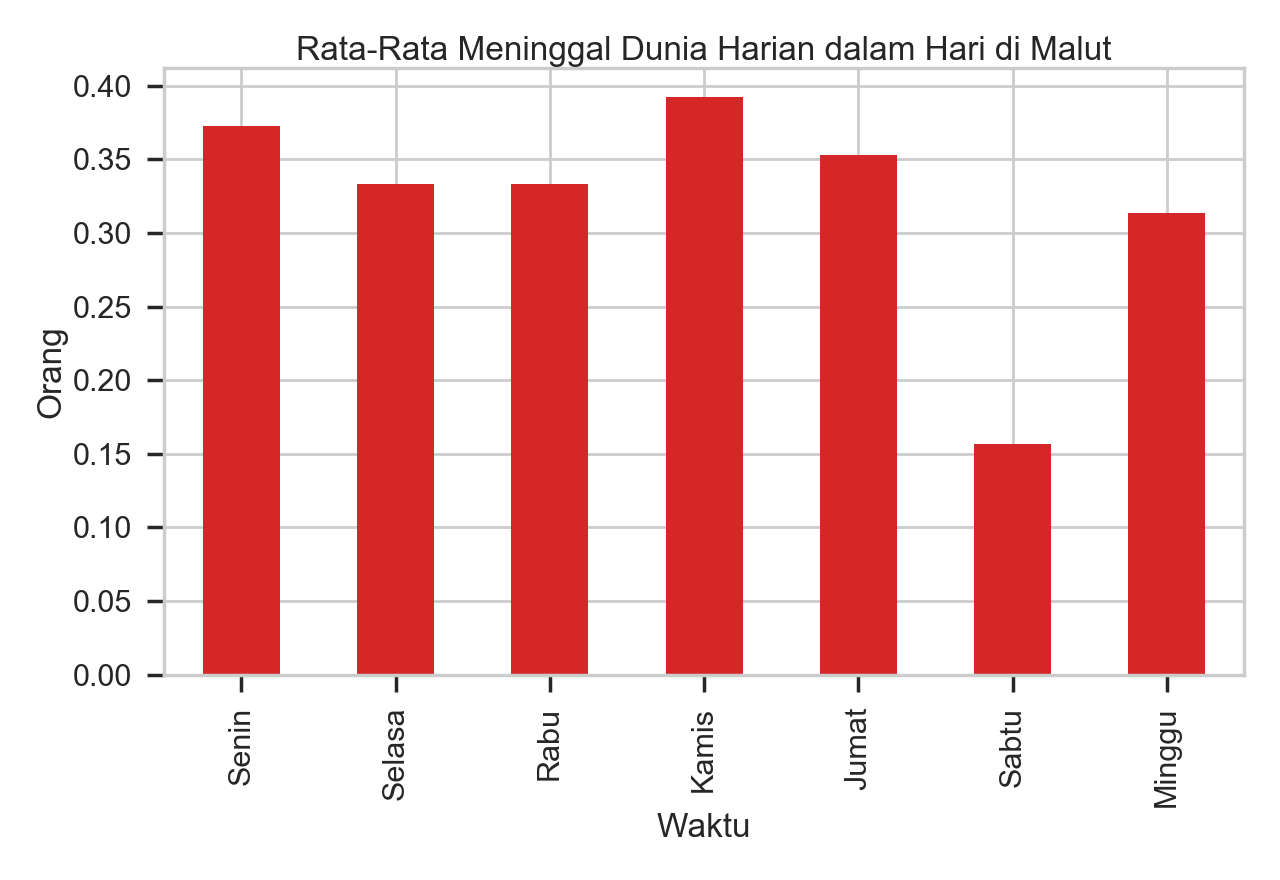 Rata-Rata Meninggal Dunia Harian dalam Hari di Malut
0.40
0.35
0.30
0.25
0.20
0.15
0.10
0.05
0.00
Orang
Senin
Selasa
Rabu
Kamis
Jumat
Sabtu
Minggu
Waktu